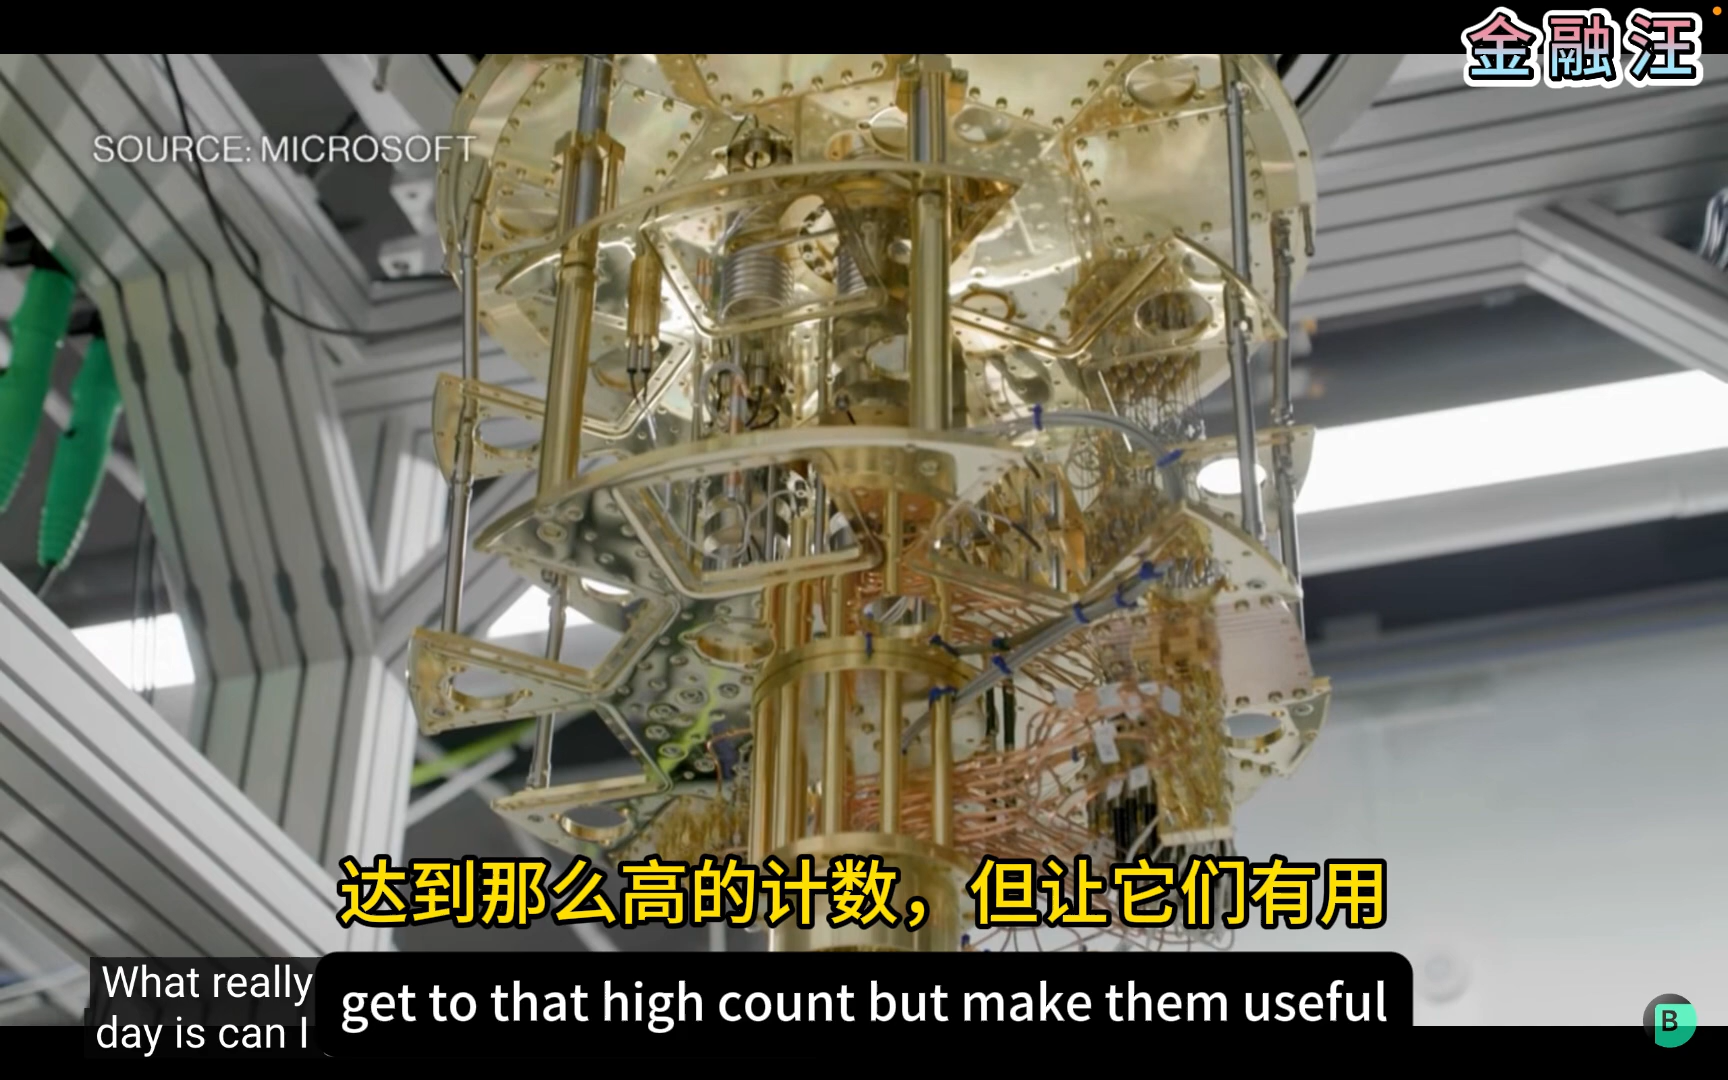 金融汪
SOURCE: MICROSOFT
达到那么高的计数，但让它们有用
What really
day is can I
get to that high count but make them useful
B